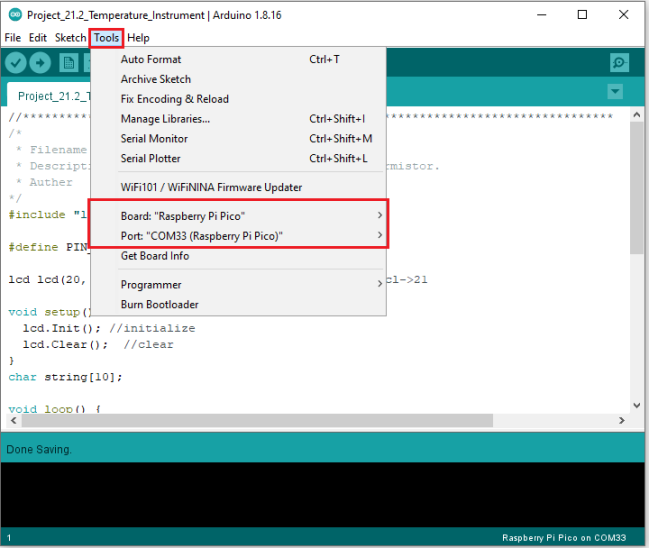 Project_21.2_Temperature_Instrument | Arduino 1.8.16
File Edit Sketch Tools Help
Auto Format Ctrl+T
Archive Sketch
Project_21.2_T
Fix Encoding & Reload
//****
Manage Libraries... Ctrl+Shift+I
/*
Serial Monitor Ctrl+Shift+M
* Filename
Serial Plotter Ctrl+Shift+L
* Descripti
rmistor.
* Auther
WiFi101 / WiFiNINA Firmware Updater
*/
#include "l
Board: "Raspberry Pi Pico"
Port: "COM33 (Raspberry Pi Pico)"
#define PIN_
Get Board Info
lcd lcd(20,
cl->21
Programmer
Burn Bootloader
void setup()
lcd.Init(); //initialize
lcd.Clear(); //clear
}
char string[10];
void loop() {
Done Saving.
1 Raspberry Pi Pico on COM33